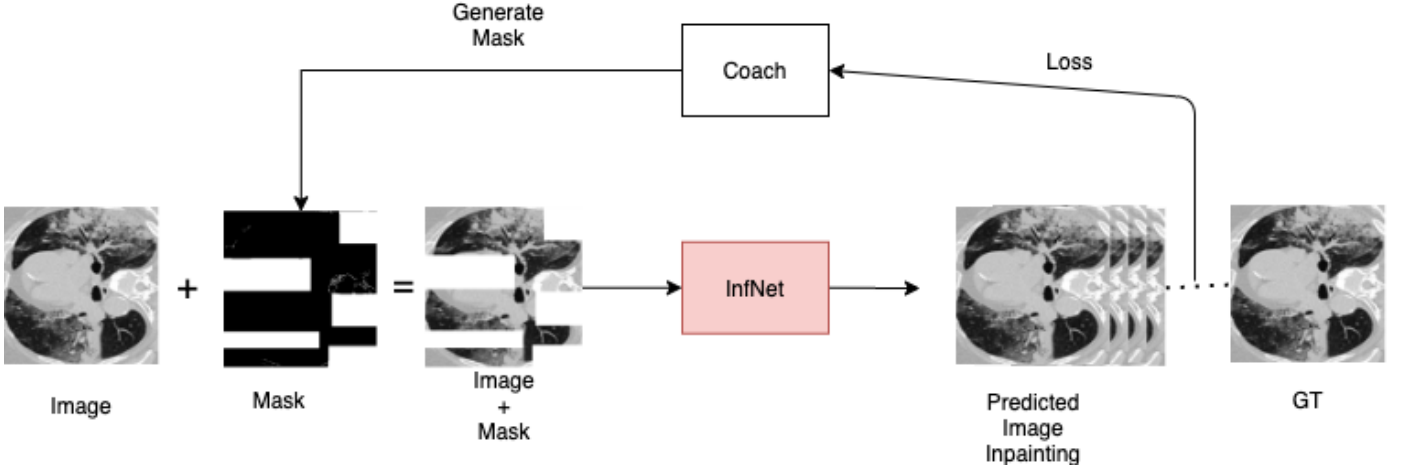 Generate
Mask
Coach
Loss
+
=
InfNet
Image
Mask
Image
+
Mask
Predicted
Image
Inpainting
GT